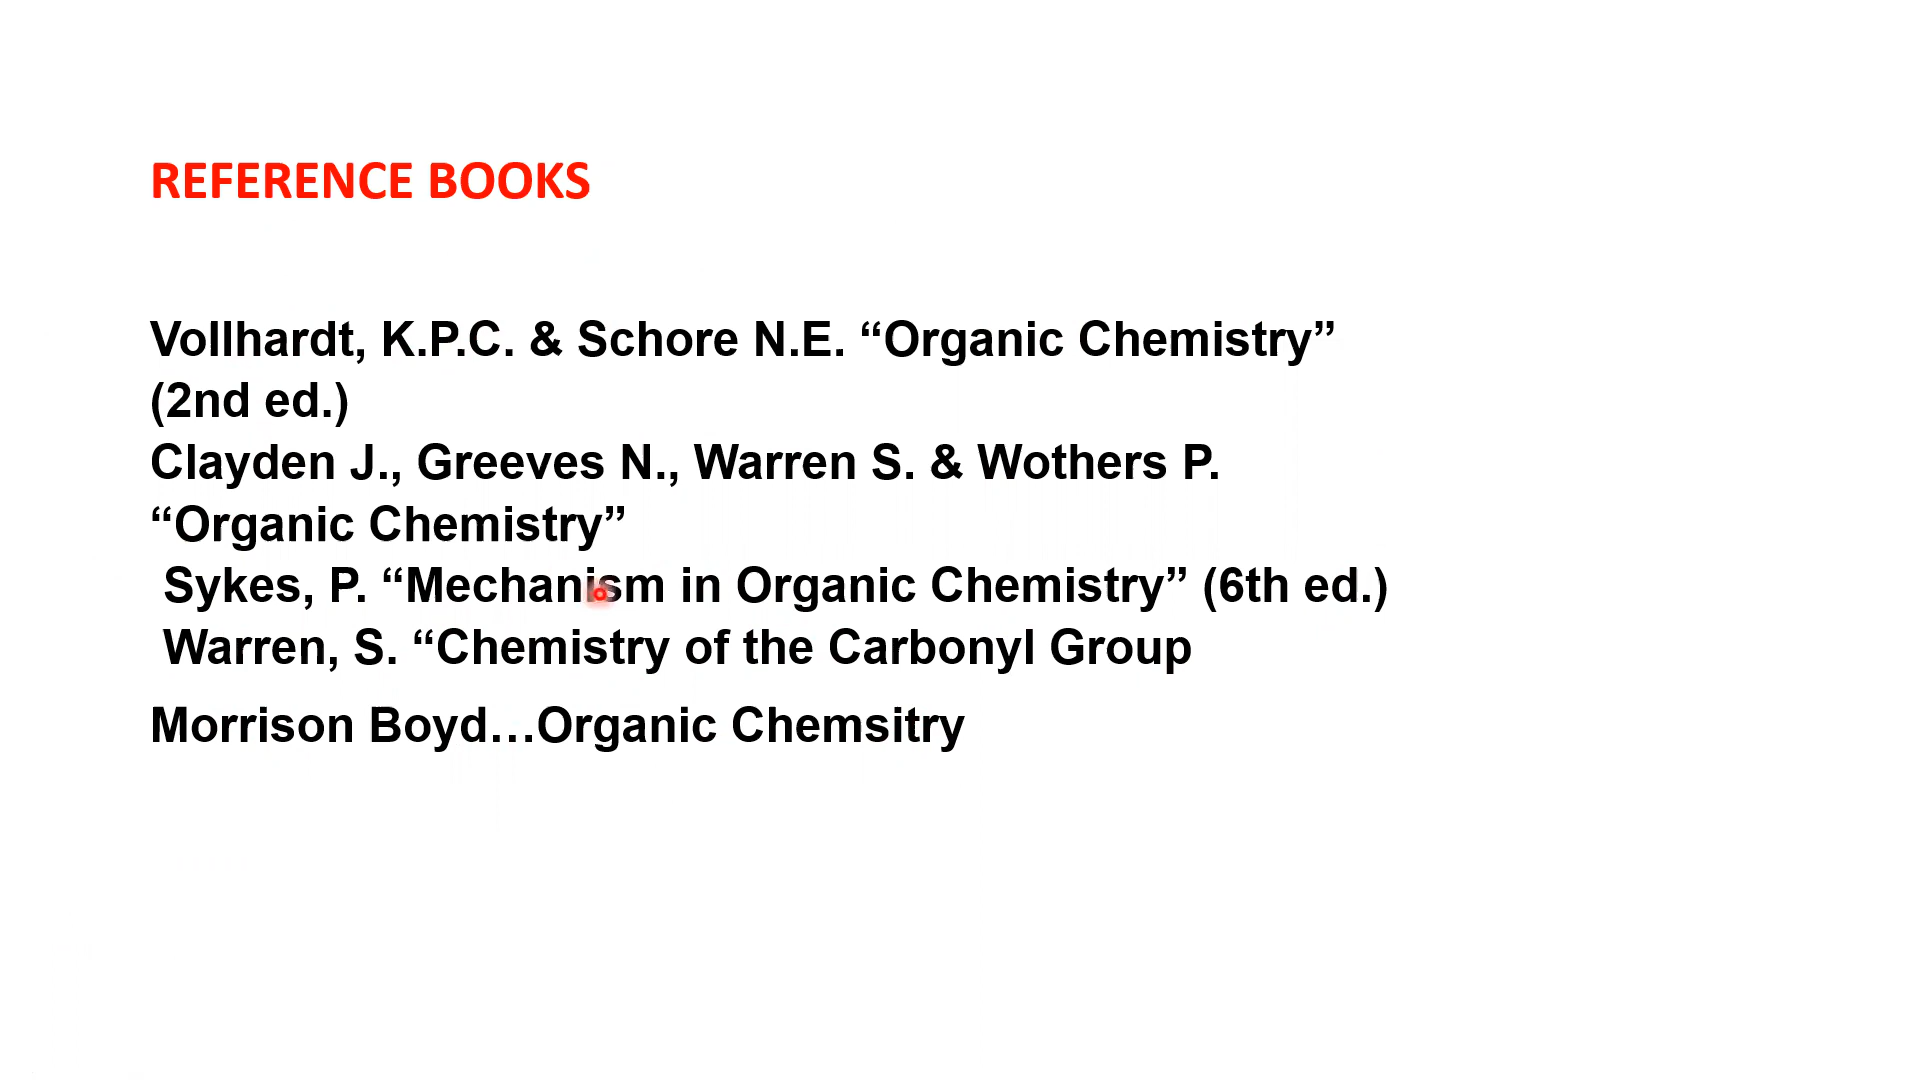 REFERENCE BOOKS
Vollhardt, K.P.C. & Schore N.E. “Organic Chemistry”
(2nd ed.)
Clayden J., Greeves N., Warren S. & Wothers P.
“Organic Chemistry”
Sykes, P. “Mechanism in Organic Chemistry” (6th ed.)
Warren, S. “Chemistry of the Carbonyl Group
Morrison Boyd…Organic Chemsitry